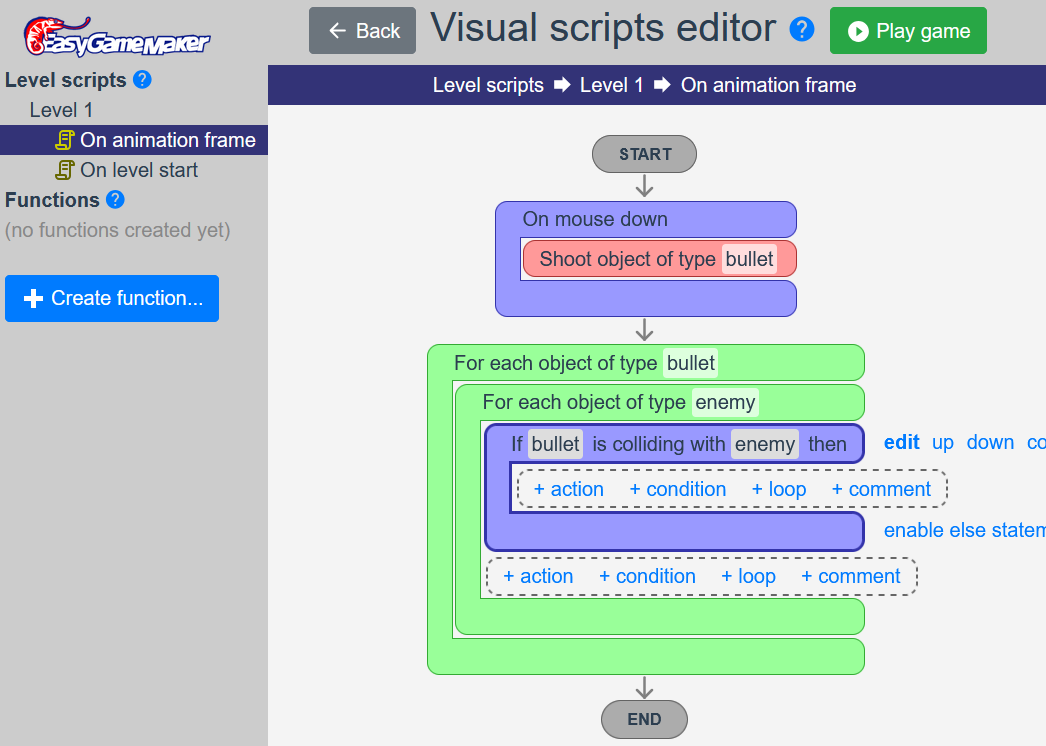 EasyGameMaker
Back
Visual scripts editor
?
Play game
Level scripts ?
Level 1
On animation frame
On level start
Functions ?
(no functions created yet)
Create function...
Level scripts Level 1 On animation frame
START
On mouse down
Shoot object of type bullet
For each object of type bullet
For each object of type enemy
If bullet is colliding with enemy then
edit up down co
+ action + condition + loop + comment
enable else statem
+ action + condition + loop + comment
END